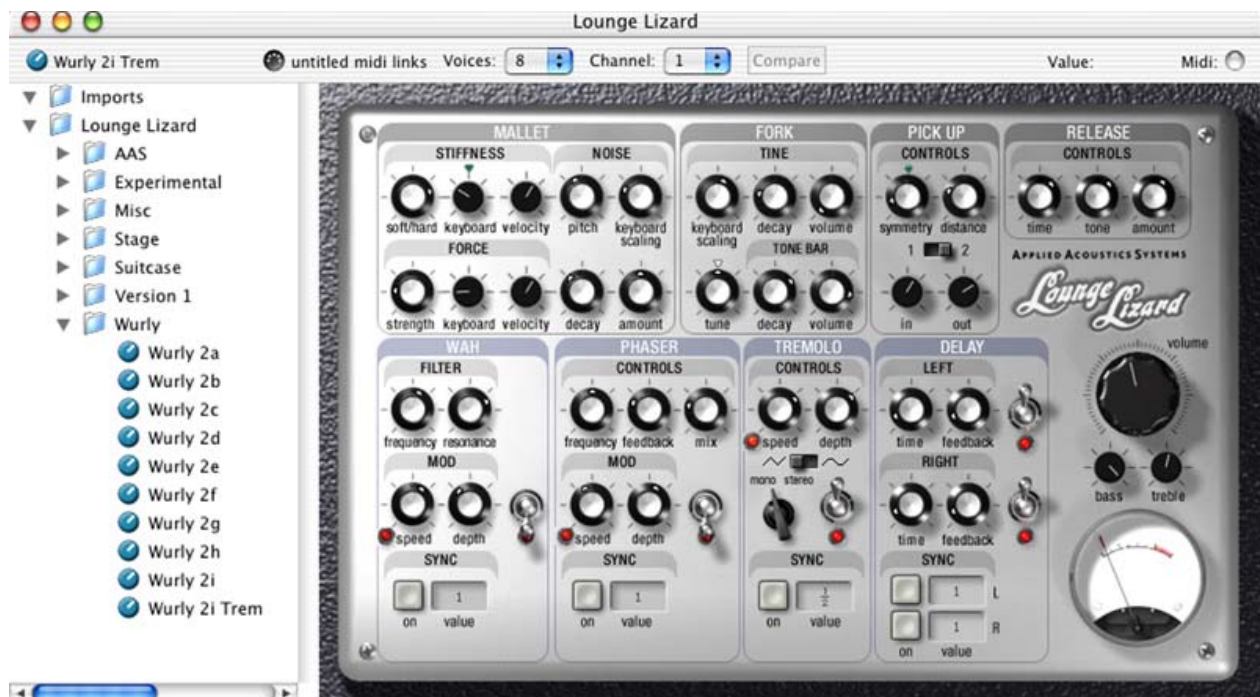 Lounge Lizard
Wurly 2i Trem
untitled midi links Voices: 8 Channel: 1 Compare Value: Midi:
Imports
Lounge Lizard
AAS
Experimental
Misc
Stage
Suitcase
Version 1
Wurly
Wurly 2a
Wurly 2b
Wurly 2c
Wurly 2d
Wurly 2e
Wurly 2f
Wurly 2g
Wurly 2h
Wurly 2i
Wurly 2i Trem
MALLET
STIFFNESS NOISE
soft/hard keyboard velocity pitch keyboard
scaling
FORCE
strength keyboard velocity decay amount
FORK
TINE
keyboard decay volume
scaling
TONE BAR
tune decay volume
PICK UP
CONTROLS
symmetry distance
1 2
in out
RELEASE
CONTROLS
time tone amount
APPLIED ACOUSTICS SYSTEMS
Lounge
Lizard
volume
bass treble
WAH
FILTER
frequency resonance
MOD
speed depth
SYNC
1
on value
PHASER
CONTROLS
frequency feedback mix
MOD
speed depth
SYNC
1
on value
TREMOLO
CONTROLS
speed depth
mono stereo
SYNC
on value
DELAY
LEFT
time feedback
RIGHT
time feedback
SYNC
1 L
1 R
on value